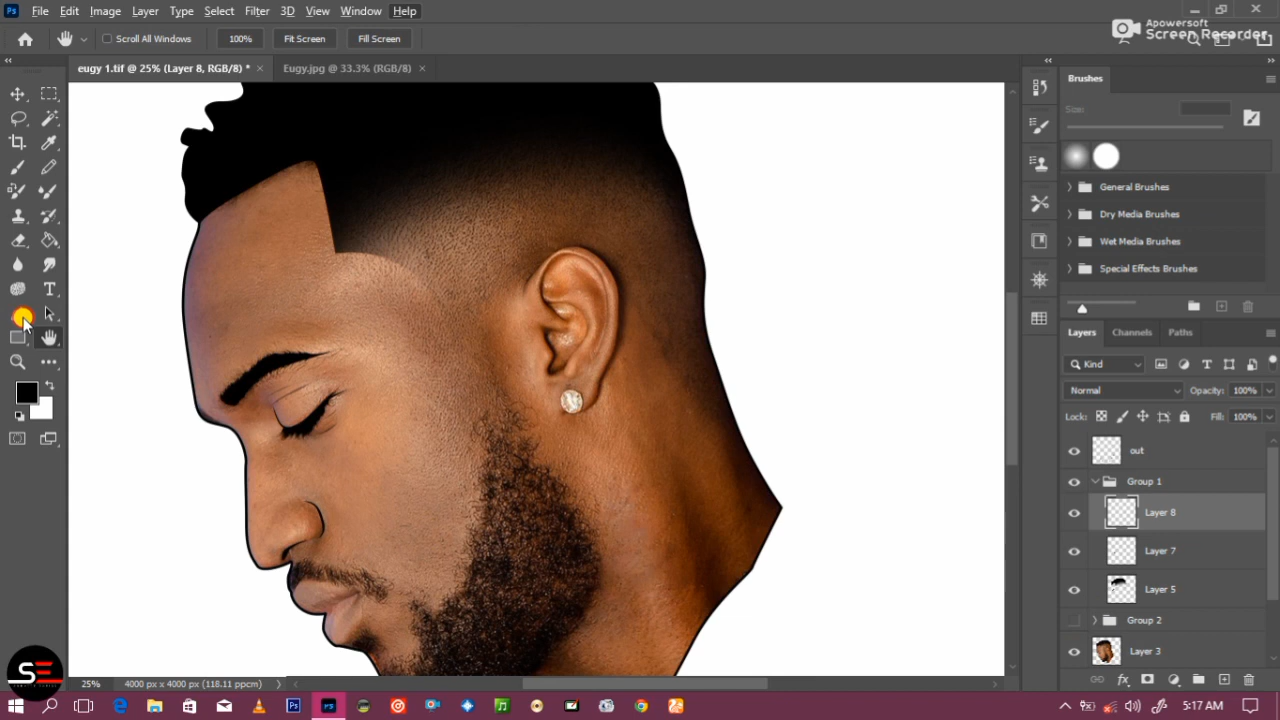 Ps File Edit Image Layer Type Select Filter 3D View Window Help
Apowersoft
Screen Recorder
Scroll All Windows 100% Fit Screen Fill Screen
eugy 1.tif @ 25% (Layer 8, RGB/8) * × Eugy.jpg @ 33.3% (RGB/8) ×
Brushes
Size:
General Brushes
Dry Media Brushes
Wet Media Brushes
Special Effects Brushes
Layers Channels Paths
Kind
Normal Opacity: 100%
Lock: Fill: 100%
out
Group 1
Layer 8
Layer 7
Layer 5
Group 2
Layer 3
SE
25% 4000 px x 4000 px (118.11 ppcm)
5:17 AM